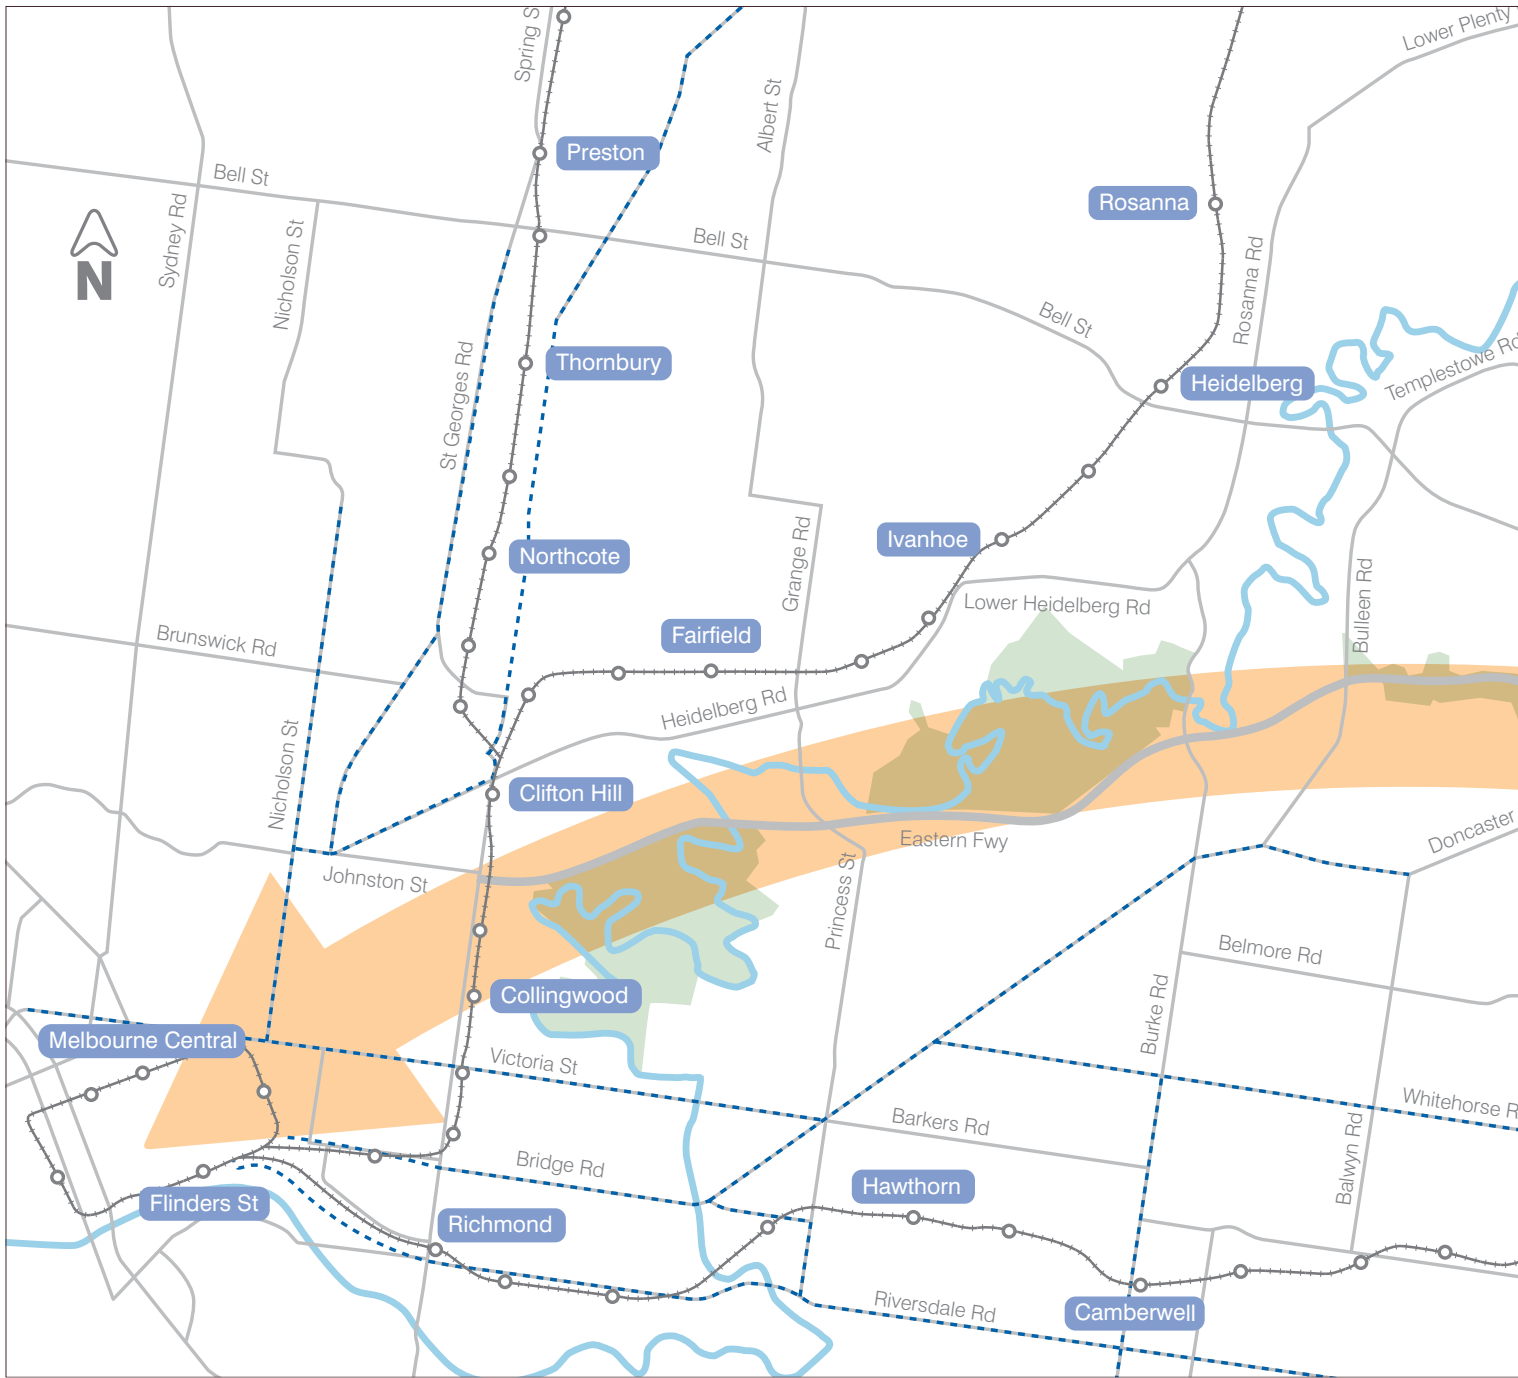 Spring S
Lower Plenty
Albert St
Preston
Bell St
Sydney Rd
Nicholson St
Rosanna
Bell St
Rosanna Rd
N
Bell St
St Georges Rd
Thornbury
Templestowe Rd
Heidelberg
Northcote
Ivanhoe
Grange Rd
Lower Heidelberg Rd
Bulleen Rd
Brunswick Rd
Fairfield
Heidelberg Rd
Nicholson St
Clifton Hill
Eastern Fwy
Doncaster
Johnston St
Princess St
Belmore Rd
Collingwood
Burke Rd
Melbourne Central
Victoria St
Whitehorse R
Barkers Rd
Balwyn Rd
Bridge Rd
Hawthorn
Flinders St
Richmond
Riversdale Rd
Camberwell